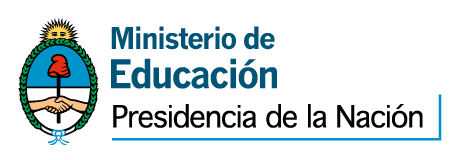 Ministerio de
Educación
Presidencia de la Nación